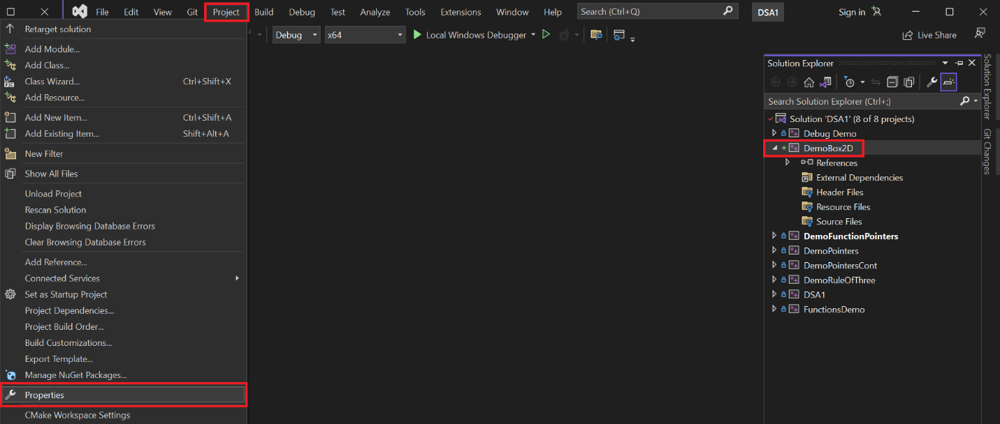 File Edit View Git Project Build Debug Test Analyze Tools Extensions Window Help Search (Ctrl+Q) DSA1 Sign in
Debug x64 Local Windows Debugger Live Share
Retarget solution
Add Module...
Add Class...
Class Wizard... Ctrl+Shift+X
Add Resource...
Add New Item... Ctrl+Shift+A
Add Existing Item... Shift+Alt+A
New Filter
Show All Files
Unload Project
Rescan Solution
Display Browsing Database Errors
Clear Browsing Database Errors
Add Reference...
Connected Services
Set as Startup Project
Project Dependencies...
Project Build Order...
Build Customizations...
Export Template...
Manage NuGet Packages...
Properties
CMake Workspace Settings
Solution Explorer
Search Solution Explorer (Ctrl+;)
Solution 'DSA1' (8 of 8 projects)
Debug Demo
DemoBox2D
References
External Dependencies
Header Files
Resource Files
Source Files
DemoFunctionPointers
DemoPointers
DemoPointersCont
DemoRuleOfThree
DSA1
FunctionsDemo
Solution Explorer
Git Changes